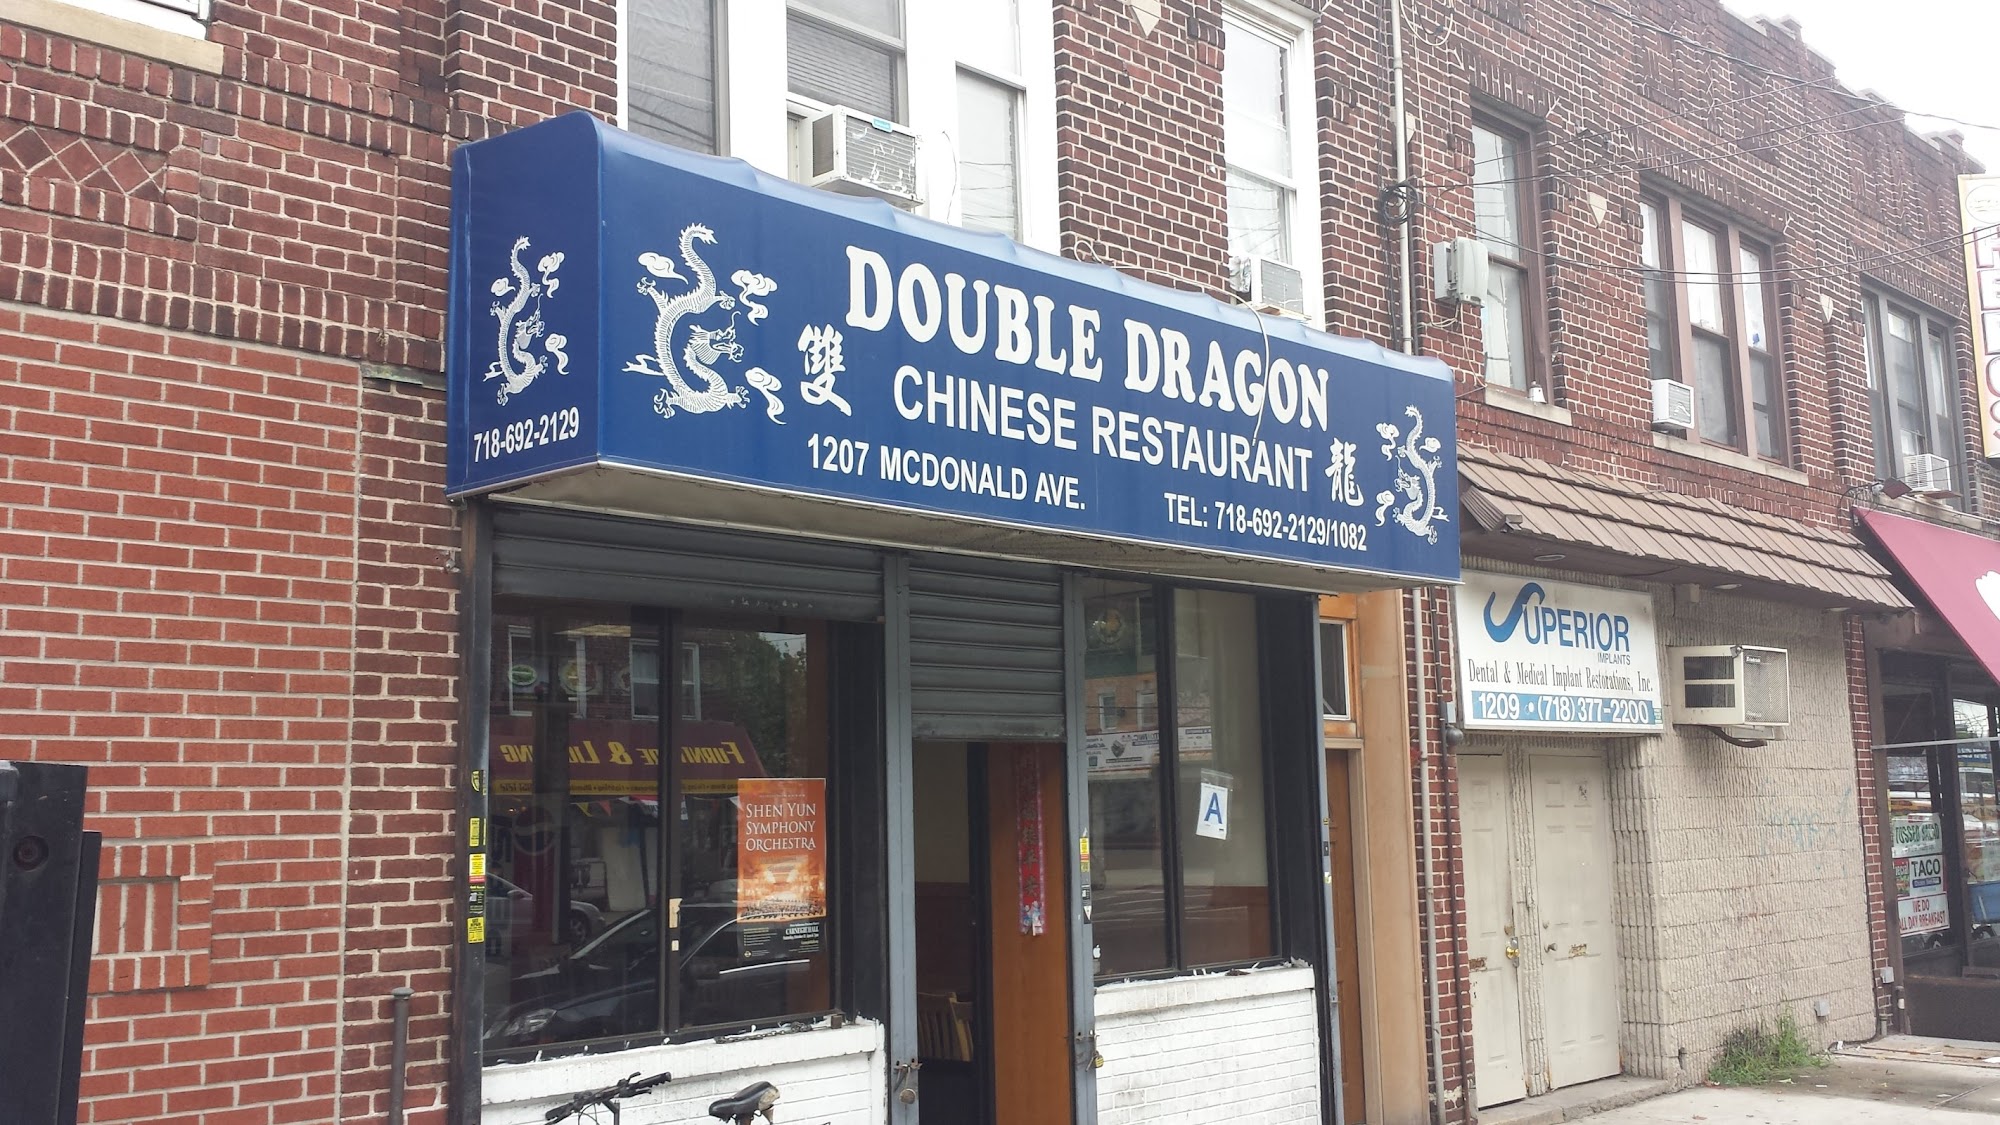 718-692-2129
雙
DOUBLE DRAGON
CHINESE RESTAURANT
龍
1207 MCDONALD AVE.
TEL: 718-692-2129/1082
SUPERIOR
IMPLANTS
Dental & Medical Implant Restorations, Inc.
1209 • (718) 377-2200
SHEN YUN
SYMPHONY
ORCHESTRA
CARNEGIE HALL
A
FURNITURE & LIGHTING
TACO
WE DO
ALL DAY BREAKFAST